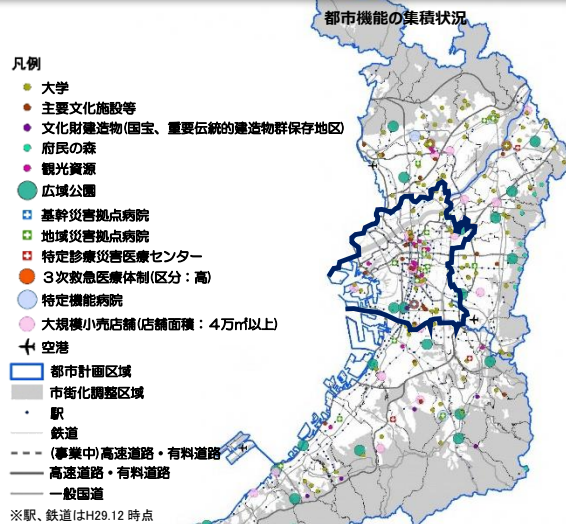 都市機能の集積状況
凡例
大学
主要文化施設等
文化財建造物(国宝、重要伝統的建造物群保存地区)
府民の森
観光資源
広域公園
基幹災害拠点病院
地域災害拠点病院
特定診療災害医療センター
３次救急医療体制(区分：高)
特定機能病院
大規模小売店舗(店舗面積：４万㎡以上)
空港
都市計画区域
市街化調整区域
駅
鉄道
(事業中)高速道路・有料道路
高速道路・有料道路
一般国道
※駅、鉄道はH29.12 時点